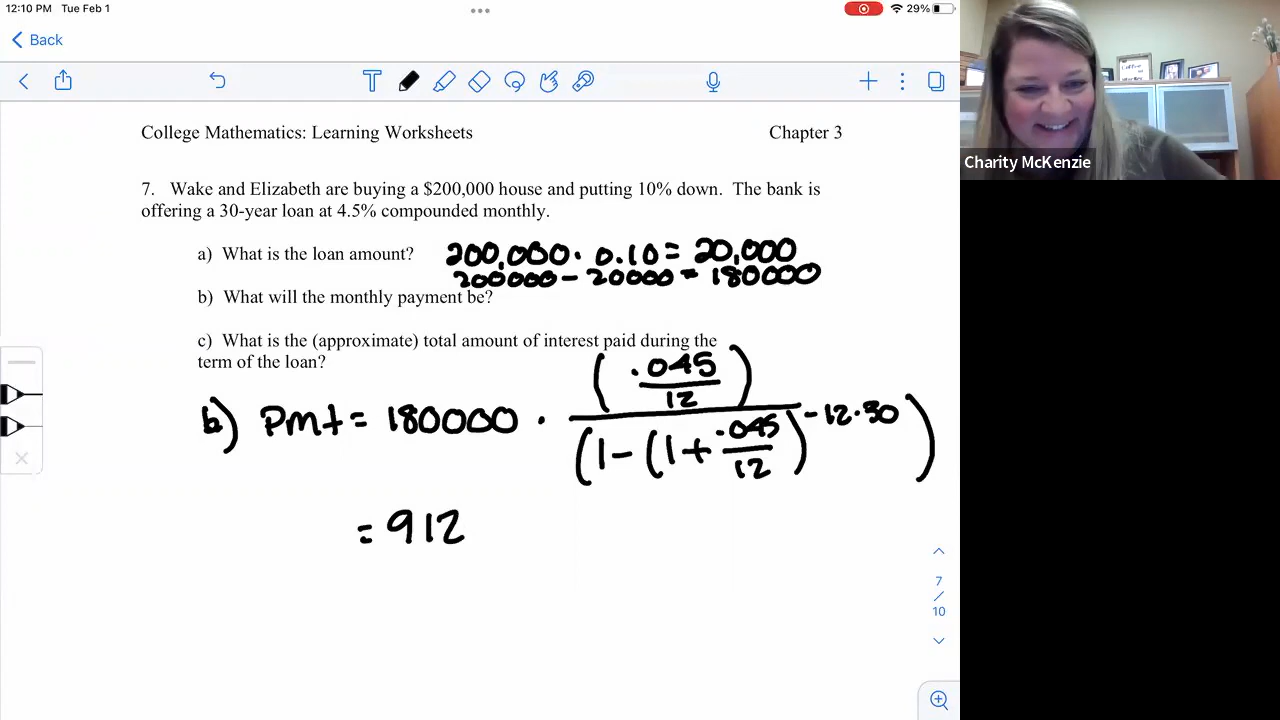 12:10 PM Tue Feb 1
29%
Back
College Mathematics: Learning Worksheets Chapter 3
Charity McKenzie
7. Wake and Elizabeth are buying a $200,000 house and putting 10% down. The bank is
offering a 30-year loan at 4.5% compounded monthly.
a) What is the loan amount? 200,000 · 0.10 = 20,000
200000 - 20000 = 180000
b) What will the monthly payment be?
c) What is the (approximate) total amount of interest paid during the
term of the loan?
b) Pmt = 180000 · (.045/12) / (1-(1+.045/12)^-12·30)
= 912
7
/
10